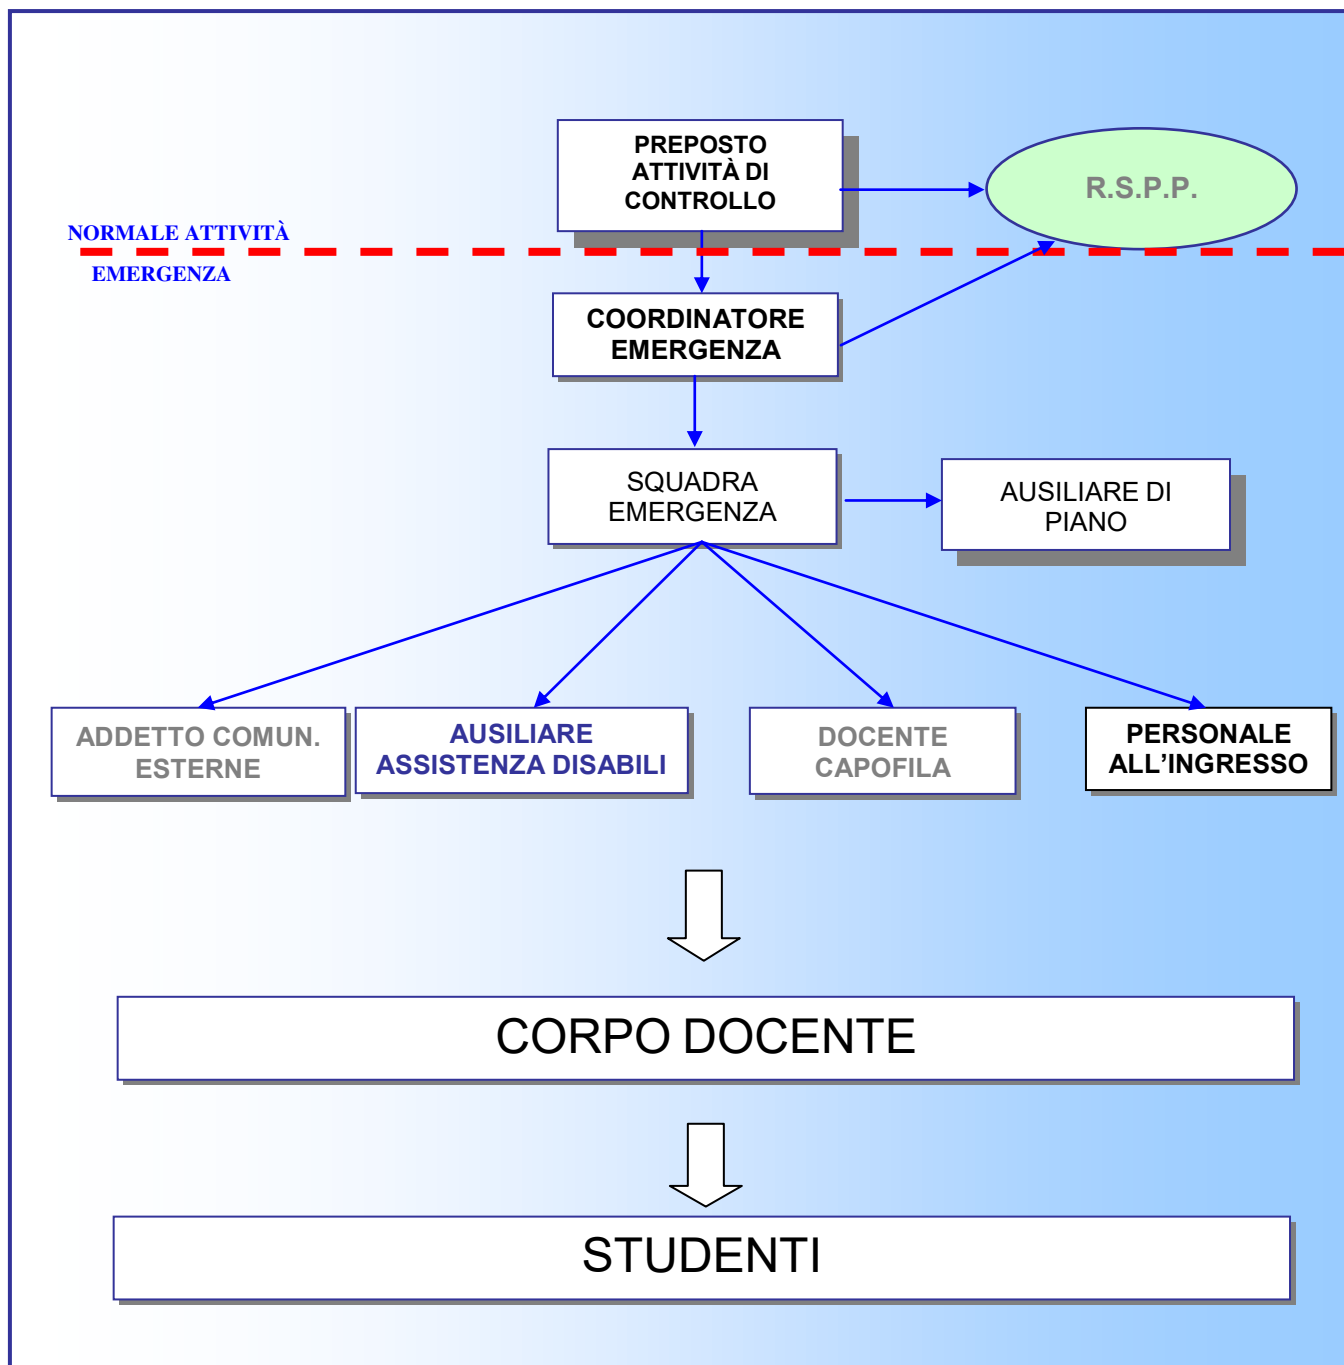 PREPOSTO
ATTIVITÀ DI
CONTROLLO
R.S.P.P.
NORMALE ATTIVITÀ
EMERGENZA
COORDINATORE
EMERGENZA
SQUADRA
EMERGENZA
AUSILIARE DI
PIANO
ADDETTO COMUN.
ESTERNE
AUSILIARE
ASSISTENZA DISABILI
DOCENTE
CAPOFILA
PERSONALE
ALL’INGRESSO
CORPO DOCENTE
STUDENTI